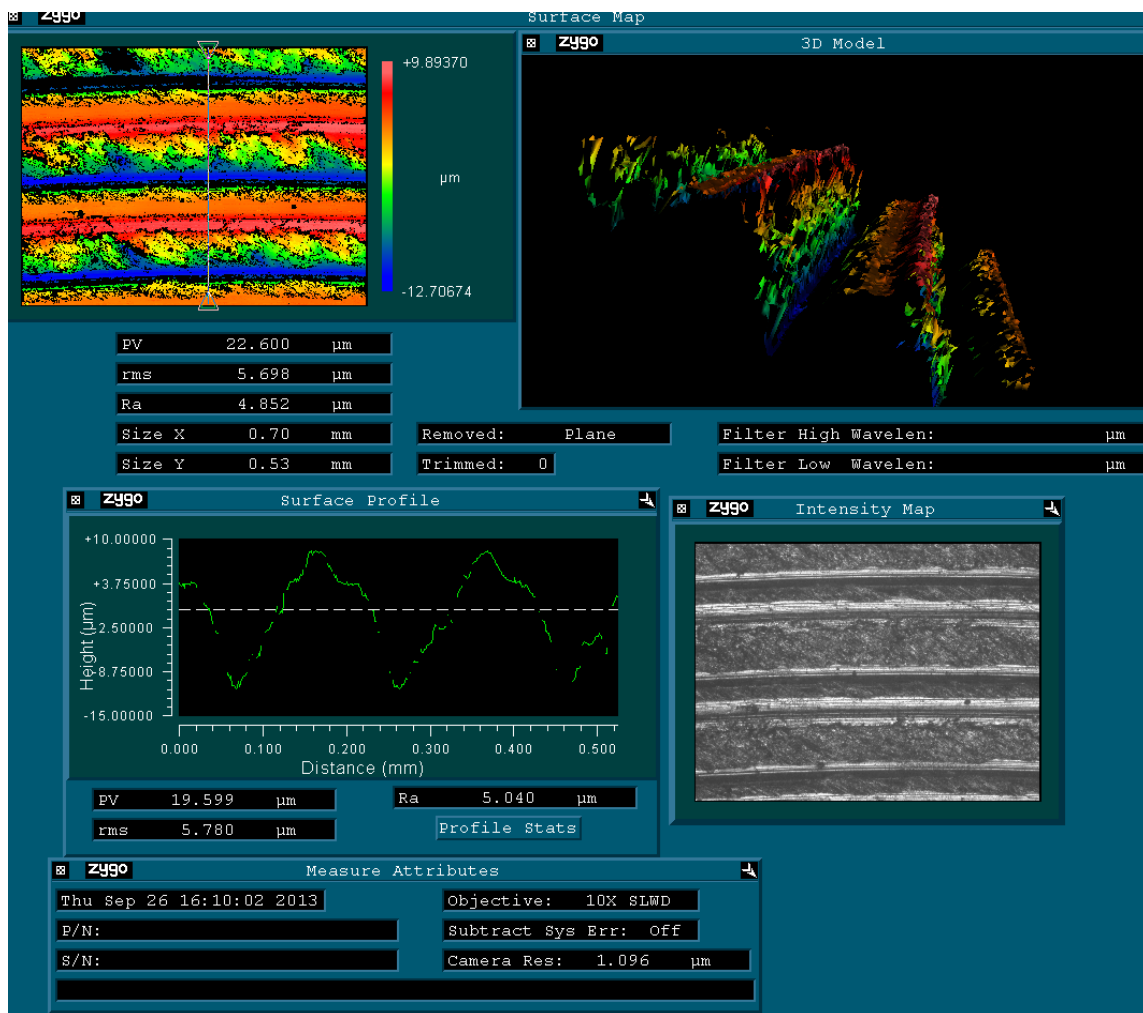 zygo Surface Map
+9.89370
µm
-12.70674
zygo 3D Model
PV 22.600 µm
rms 5.698 µm
Ra 4.852 µm
Size X 0.70 mm
Size Y 0.53 mm
Removed: Plane
Trimmed: 0
Filter High Wavelen: µm
Filter Low Wavelen: µm
zygo Surface Profile
+10.00000
+3.75000
-2.50000
-8.75000
-15.00000
Height (µm)
0.000 0.100 0.200 0.300 0.400 0.500
Distance (mm)
PV 19.599 µm
rms 5.780 µm
Ra 5.040 µm
Profile Stats
zygo Intensity Map
zygo Measure Attributes
Thu Sep 26 16:10:02 2013
P/N:
S/N:
Objective: 10X SLWD
Subtract Sys Err: Off
Camera Res: 1.096 µm